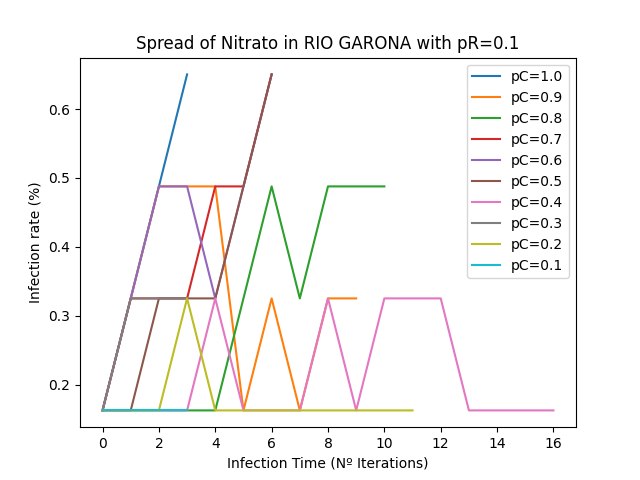 Spread of Nitrato in RIO GARONA with pR=0.1
Infection rate (%)
0.6
0.5
0.4
0.3
0.2
pC=1.0
pC=0.9
pC=0.8
pC=0.7
pC=0.6
pC=0.5
pC=0.4
pC=0.3
pC=0.2
pC=0.1
0 2 4 6 8 10 12 14 16
Infection Time (Nº Iterations)